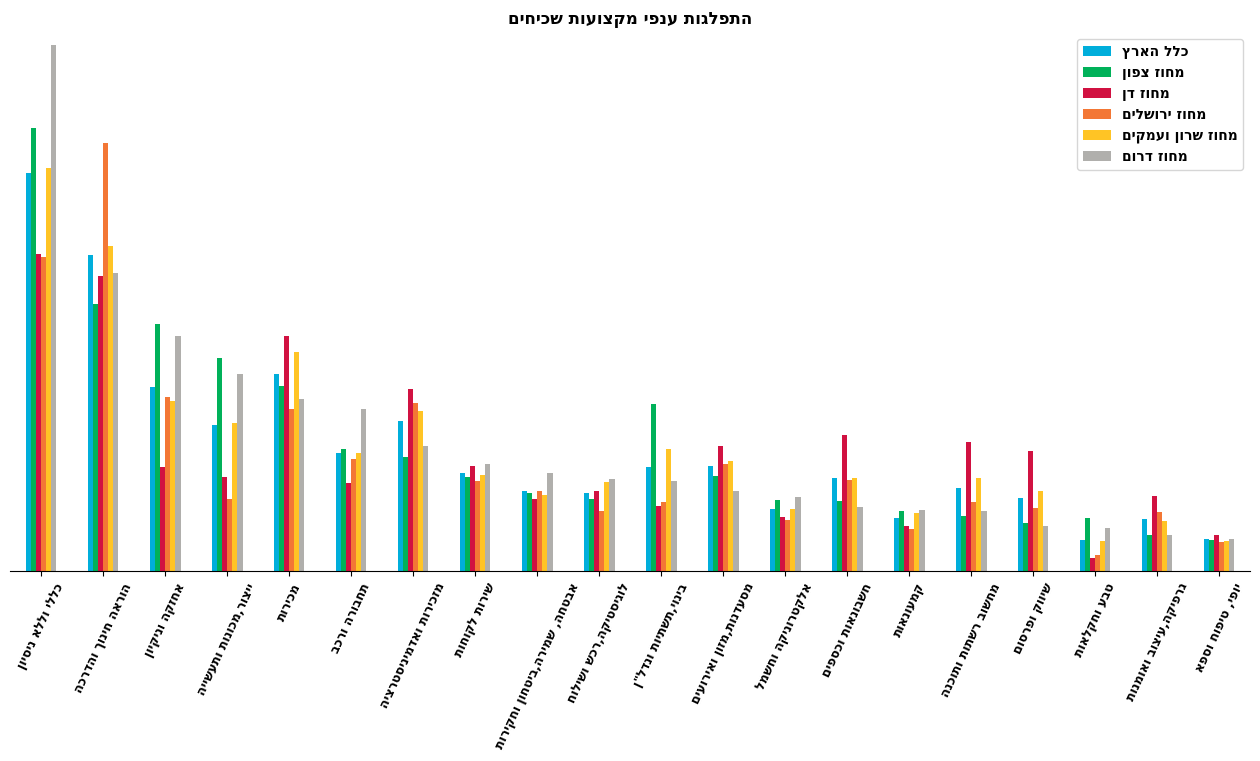 התפלגות ענפי מקצועות שכיחים
כלל הארץ
מחוז צפון
מחוז דן
מחוז ירושלים
מחוז שרון ועמקים
מחוז דרום
כללי וללא ניסיון
הוראה חינוך והדרכה
אחזקה וניקיון
ייצור,מכונות ותעשייה
מכירות
תחבורה ורכב
מזכירות ואדמיניסטרציה
שירות לקוחות
אבטחה, שמירה,ביטחון וחקירות
לוגיסטיקה,רכש ושילוח
בינוי,תשתיות ונדל"ן
מסעדנות,מזון ואירועים
אלקטרוניקה וחשמל
חשבונאות וכספים
קמעונאות
מחשוב רשתות ותוכנה
שיווק ופרסום
טבע וחקלאות
גרפיקה,עיצוב ואומנות
יופי, טיפוח וספא